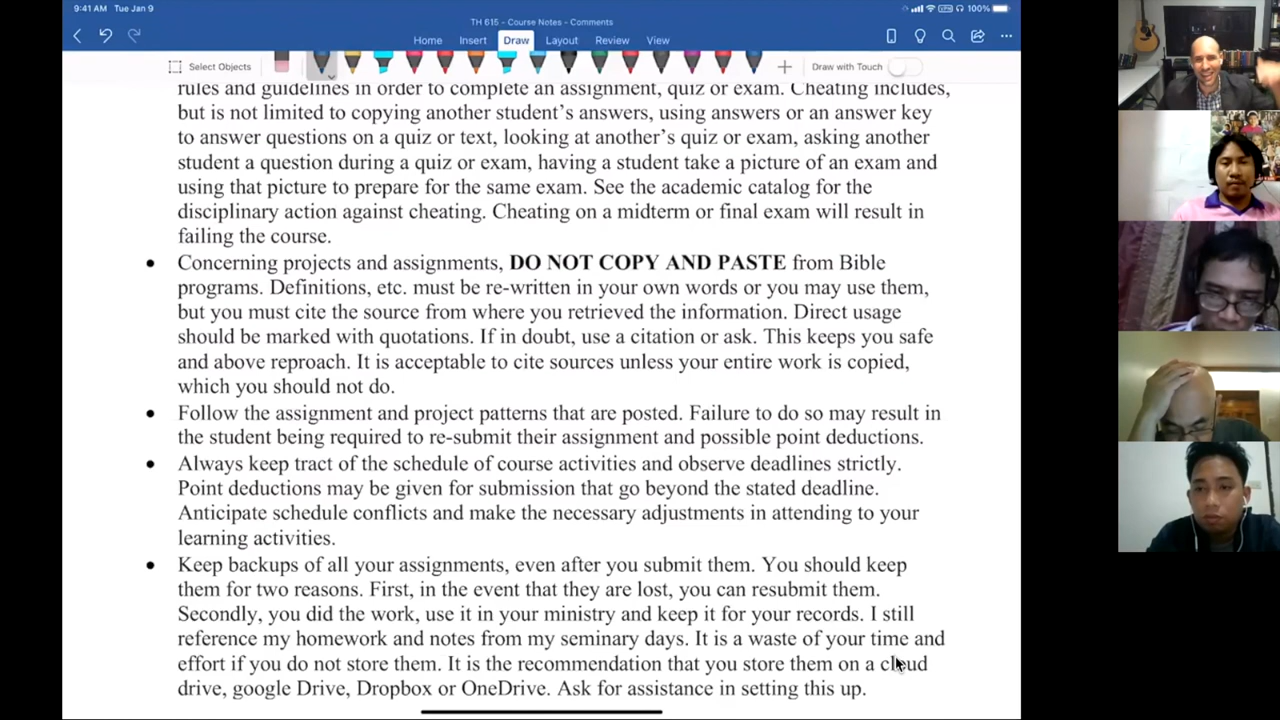 9:41 AM Tue Jan 9
100%
TH 615 - Course Notes - Comments
Home Insert Draw Layout Review View
Select Objects
Draw with Touch
rules and guidelines in order to complete an assignment, quiz or exam. Cheating includes,
but is not limited to copying another student's answers, using answers or an answer key
to answer questions on a quiz or text, looking at another's quiz or exam, asking another
student a question during a quiz or exam, having a student take a picture of an exam and
using that picture to prepare for the same exam. See the academic catalog for the
disciplinary action against cheating. Cheating on a midterm or final exam will result in
failing the course.
• Concerning projects and assignments, DO NOT COPY AND PASTE from Bible
programs. Definitions, etc. must be re-written in your own words or you may use them,
but you must cite the source from where you retrieved the information. Direct usage
should be marked with quotations. If in doubt, use a citation or ask. This keeps you safe
and above reproach. It is acceptable to cite sources unless your entire work is copied,
which you should not do.
• Follow the assignment and project patterns that are posted. Failure to do so may result in
the student being required to re-submit their assignment and possible point deductions.
• Always keep tract of the schedule of course activities and observe deadlines strictly.
Point deductions may be given for submission that go beyond the stated deadline.
Anticipate schedule conflicts and make the necessary adjustments in attending to your
learning activities.
• Keep backups of all your assignments, even after you submit them. You should keep
them for two reasons. First, in the event that they are lost, you can resubmit them.
Secondly, you did the work, use it in your ministry and keep it for your records. I still
reference my homework and notes from my seminary days. It is a waste of your time and
effort if you do not store them. It is the recommendation that you store them on a cloud
drive, google Drive, Dropbox or OneDrive. Ask for assistance in setting this up.